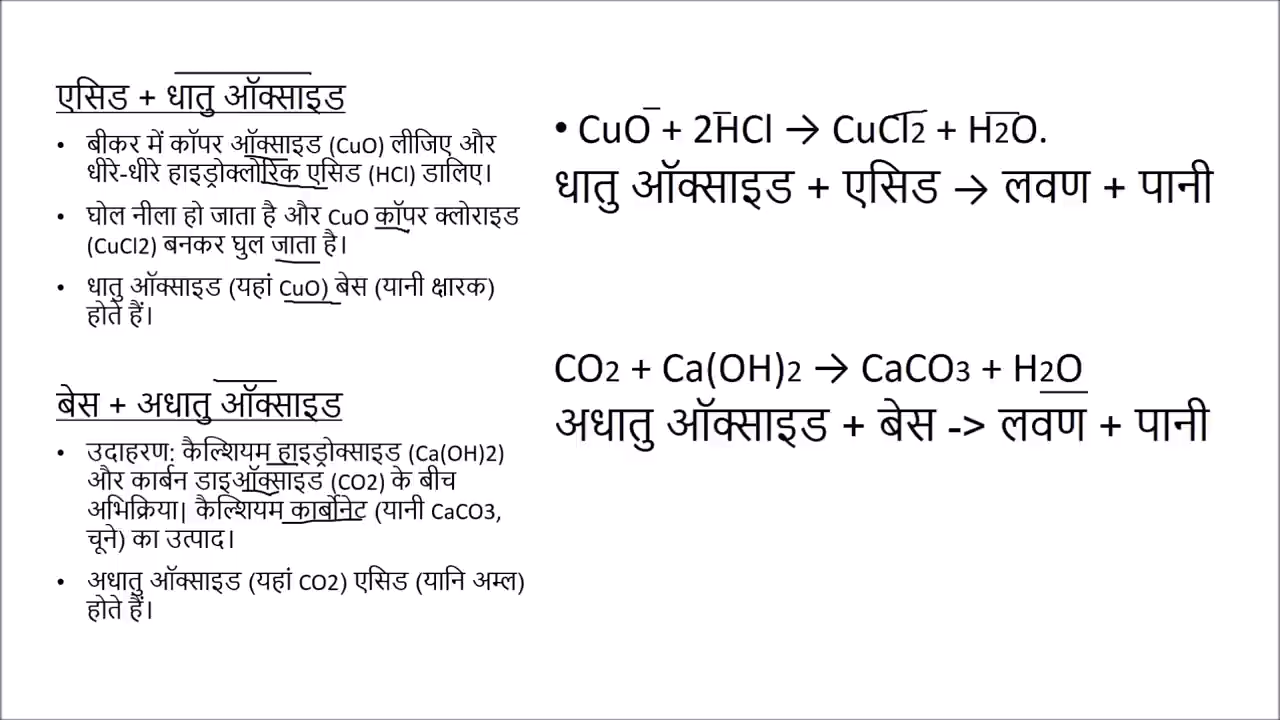 एसिड + धातु ऑक्साइड
• बीकर में कॉपर ऑक्साइड (CuO) लीजिए और
धीरे-धीरे हाइड्रोक्लोरिक एसिड (HCl) डालिए।
• घोल नीला हो जाता है और CuO कॉपर क्लोराइड
(CuCl2) बनकर घुल जाता है।
• धातु ऑक्साइड (यहां CuO) बेस (यानी क्षारक)
होते हैं।
बेस + अधातु ऑक्साइड
• उदाहरण: कैल्शियम हाइड्रोक्साइड (Ca(OH)2)
और कार्बन डाइऑक्साइड (CO2) के बीच
अभिक्रिया| कैल्शियम कार्बोनेट (यानी CaCO3,
चूने) का उत्पाद।
• अधातु ऑक्साइड (यहां CO2) एसिड (यानि अम्ल)
होते हैं।
• CuO + 2HCl → CuCl2 + H2O.
धातु ऑक्साइड + एसिड → लवण + पानी
CO2 + Ca(OH)2 → CaCO3 + H2O
अधातु ऑक्साइड + बेस -> लवण + पानी